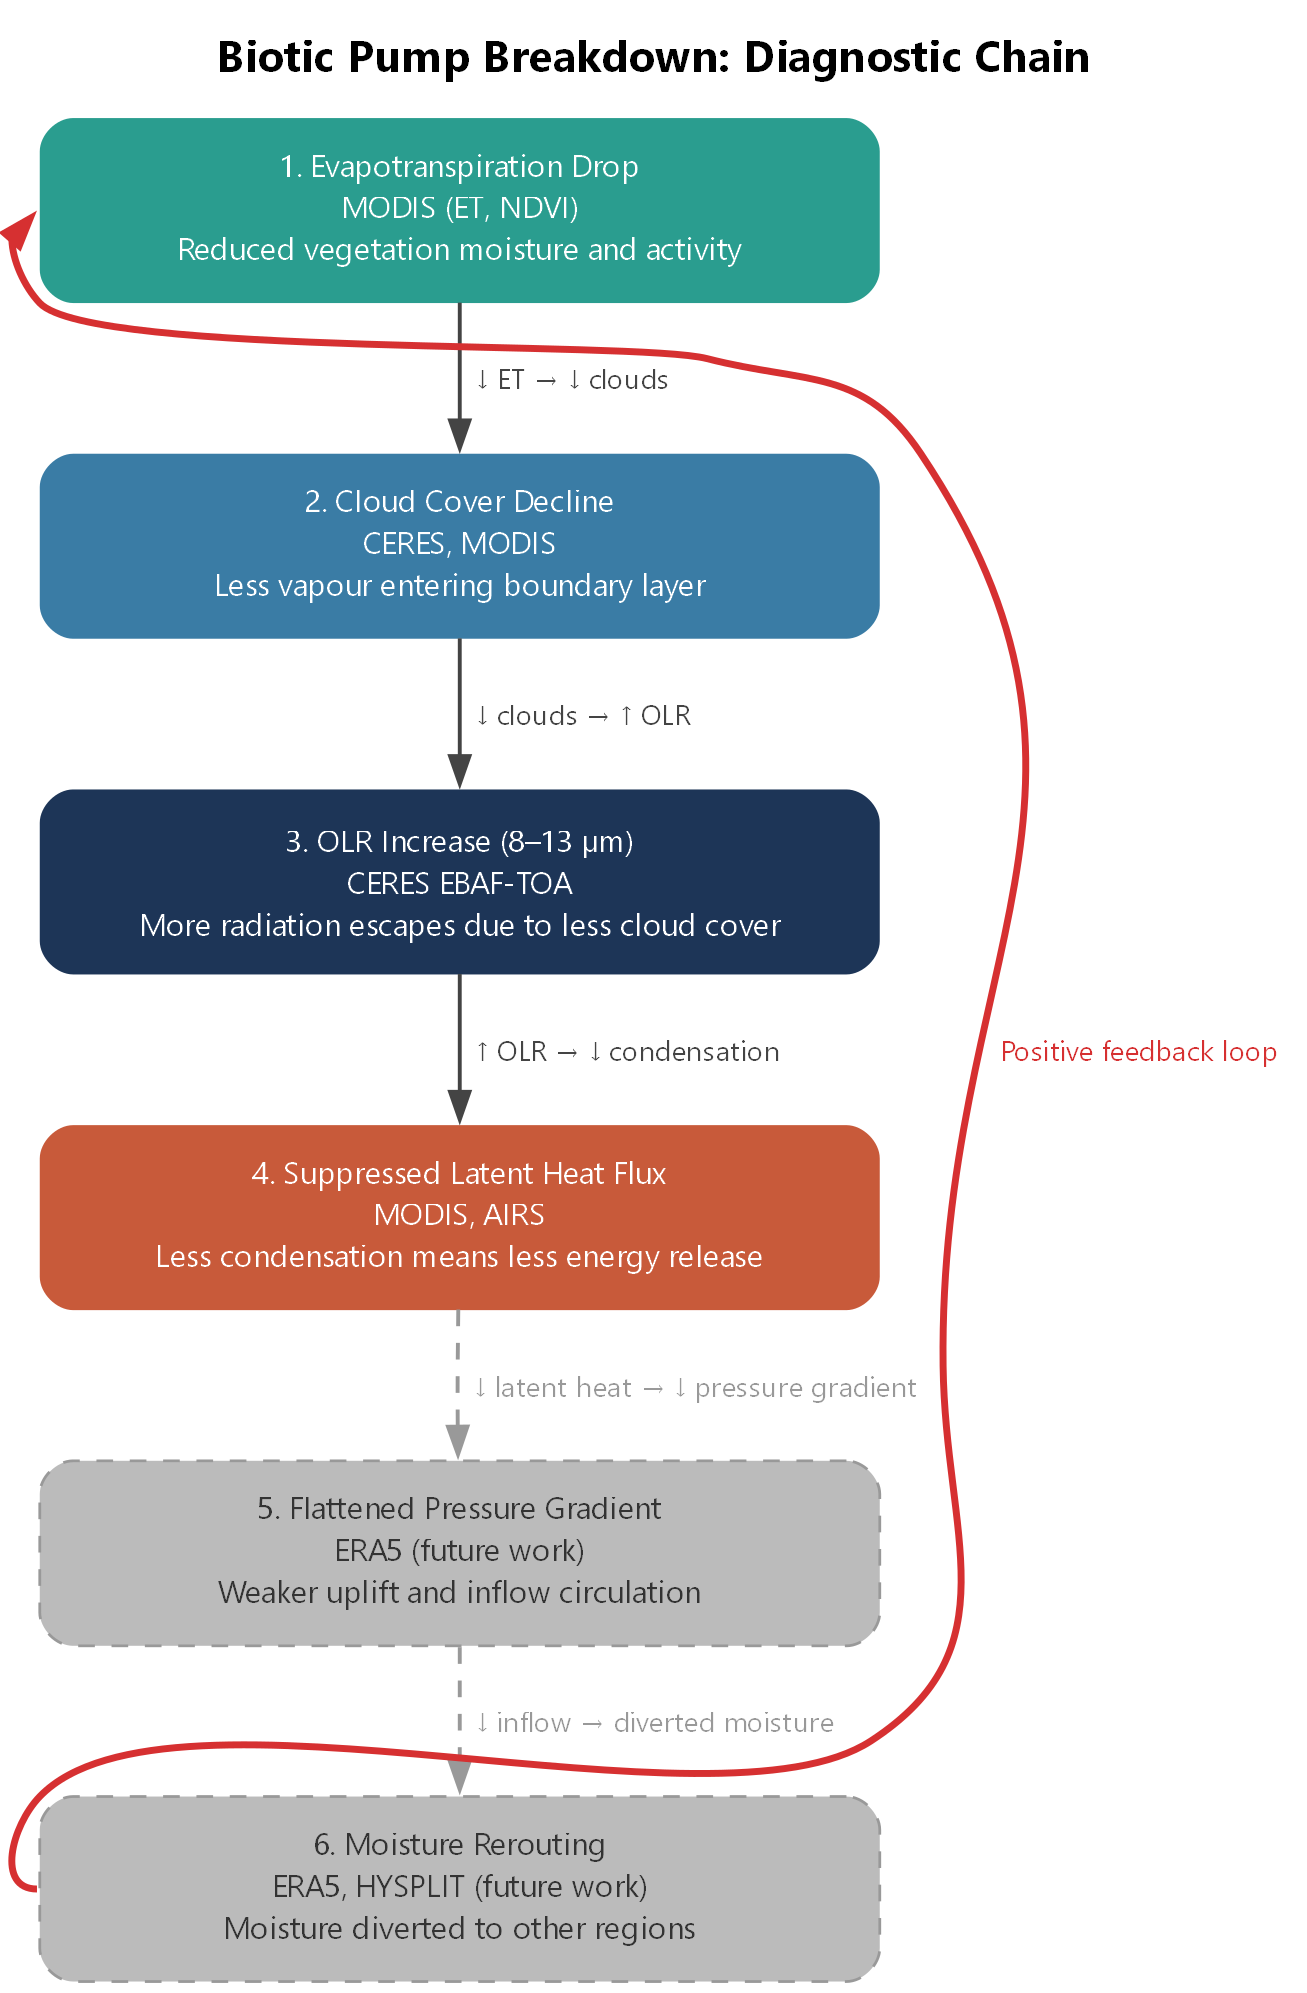 Biotic Pump Breakdown: Diagnostic Chain
1. Evapotranspiration Drop
MODIS (ET, NDVI)
Reduced vegetation moisture and activity
↓ ET → ↓ clouds
2. Cloud Cover Decline
CERES, MODIS
Less vapour entering boundary layer
↓ clouds → ↑ OLR
3. OLR Increase (8–13 µm)
CERES EBAF-TOA
More radiation escapes due to less cloud cover
↑ OLR → ↓ condensation
Positive feedback loop
4. Suppressed Latent Heat Flux
MODIS, AIRS
Less condensation means less energy release
↓ latent heat → ↓ pressure gradient
5. Flattened Pressure Gradient
ERA5 (future work)
Weaker uplift and inflow circulation
↓ inflow → diverted moisture
6. Moisture Rerouting
ERA5, HYSPLIT (future work)
Moisture diverted to other regions